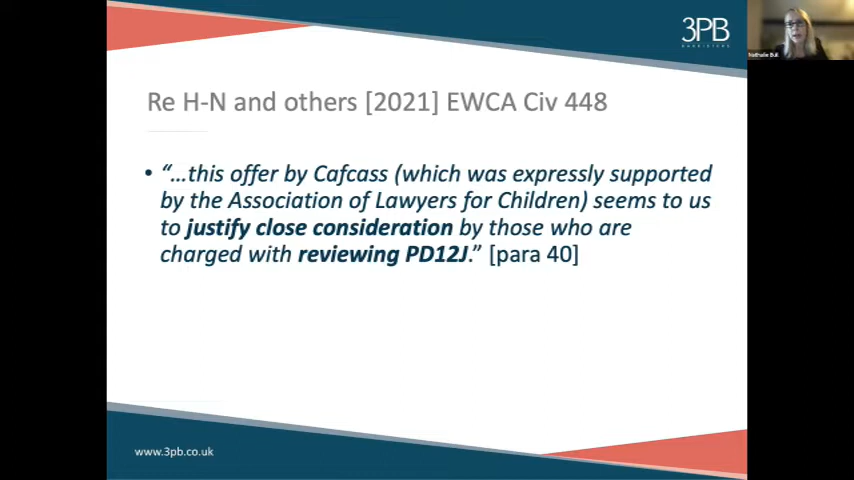 3PB
BARRISTERS
Nathalie Bull
Re H-N and others [2021] EWCA Civ 448
• “…this offer by Cafcass (which was expressly supported
by the Association of Lawyers for Children) seems to us
to justify close consideration by those who are
charged with reviewing PD12J.” [para 40]
www.3pb.co.uk